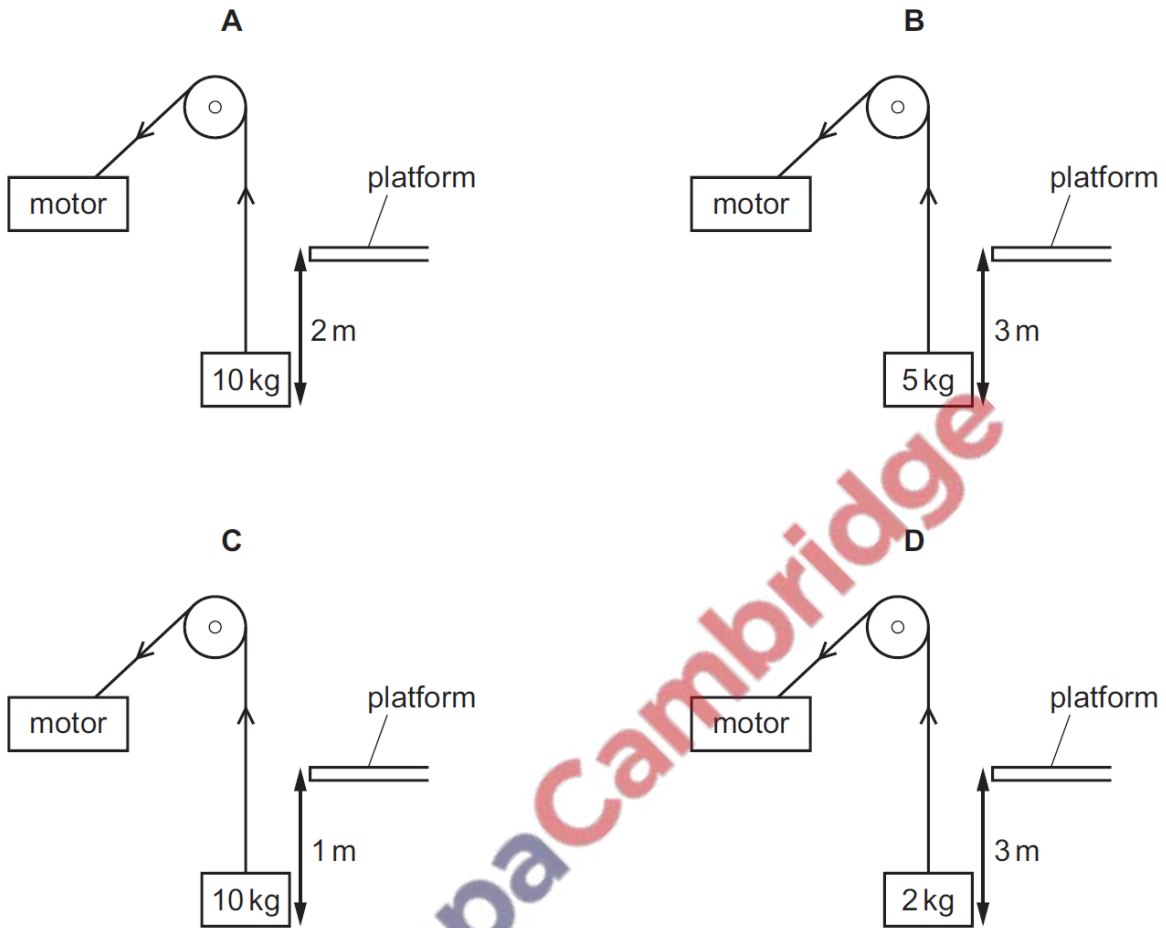 A
B
platform
platform
motor
motor
2 m
3 m
10 kg
5 kg
C
D
platform
platform
motor
motor
1 m
3 m
10 kg
2 kg
paCambridge